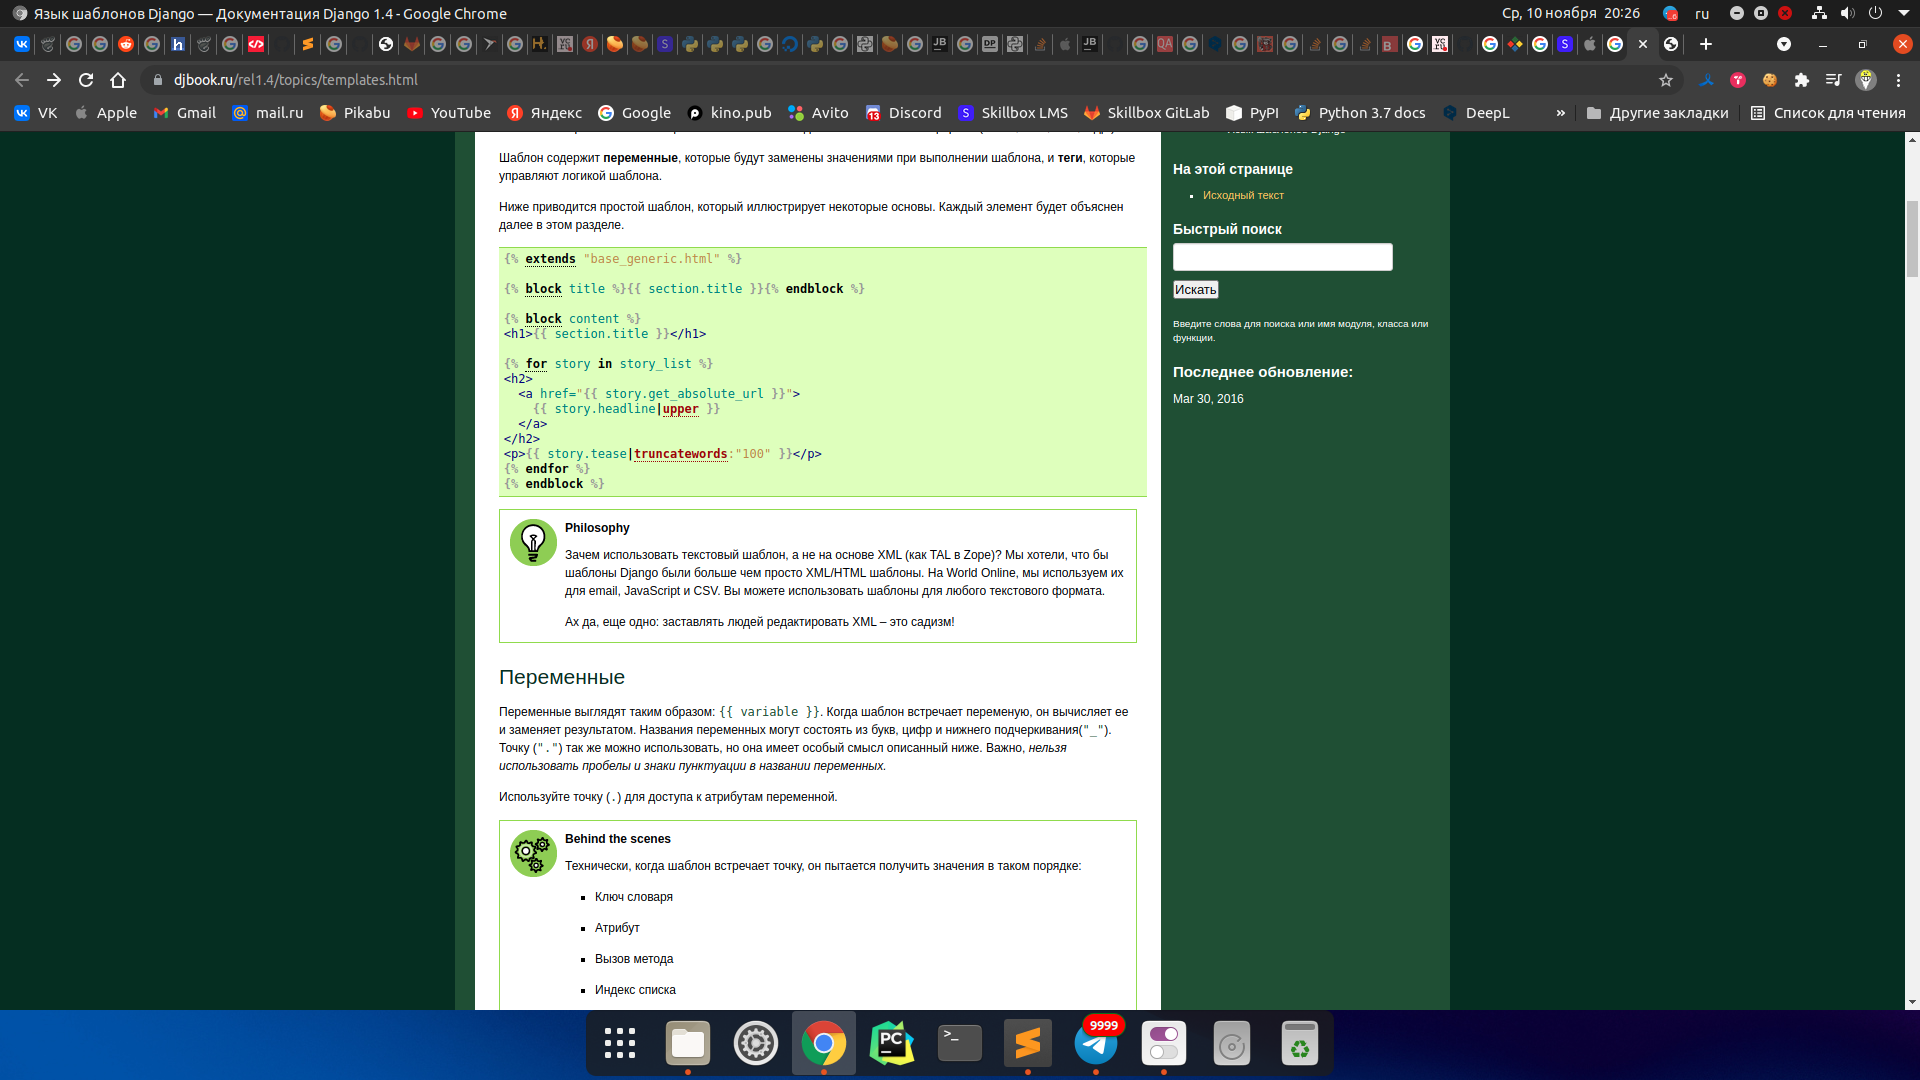 Язык шаблонов Django — Документация Django 1.4 - Google Chrome
Ср, 10 ноября 20:26
ru
djbook.ru/rel1.4/topics/templates.html
VK
Apple
Gmail
mail.ru
Pikabu
YouTube
Яндекс
Google
kino.pub
Avito
Discord
Skillbox LMS
Skillbox GitLab
PyPI
Python 3.7 docs
DeepL
»
Другие закладки
Список для чтения
Шаблон содержит переменные, которые будут заменены значениями при выполнении шаблона, и теги, которые
управляют логикой шаблона.
Ниже приводится простой шаблон, который иллюстрирует некоторые основы. Каждый элемент будет объяснен
далее в этом разделе.
{% extends "base_generic.html" %}
{% block title %}{{ section.title }}{% endblock %}
{% block content %}
<h1>{{ section.title }}</h1>
{% for story in story_list %}
<h2>
<a href="{{ story.get_absolute_url }}">
{{ story.headline|upper }}
</a>
</h2>
<p>{{ story.tease|truncatewords:"100" }}</p>
{% endfor %}
{% endblock %}
Philosophy
Зачем использовать текстовый шаблон, а не на основе XML (как TAL в Zope)? Мы хотели, что бы
шаблоны Django были больше чем просто XML/HTML шаблоны. На World Online, мы используем их
для email, JavaScript и CSV. Вы можете использовать шаблоны для любого текстового формата.
Ах да, еще одно: заставлять людей редактировать XML – это садизм!
Переменные
Переменные выглядят таким образом: {{ variable }}. Когда шаблон встречает переменую, он вычисляет ее
и заменяет результатом. Названия переменных могут состоять из букв, цифр и нижнего подчеркивания("_").
Точку (".") так же можно использовать, но она имеет особый смысл описанный ниже. Важно, нельзя
использовать пробелы и знаки пунктуации в названии переменных.
Используйте точку (.) для доступа к атрибутам переменной.
Behind the scenes
Технически, когда шаблон встречает точку, он пытается получить значения в таком порядке:
Ключ словаря
Атрибут
Вызов метода
Индекс списка
На этой странице
Исходный текст
Быстрый поиск
Искать
Введите слова для поиска или имя модуля, класса или
функции.
Последнее обновление:
Mar 30, 2016
PC
>_
9999